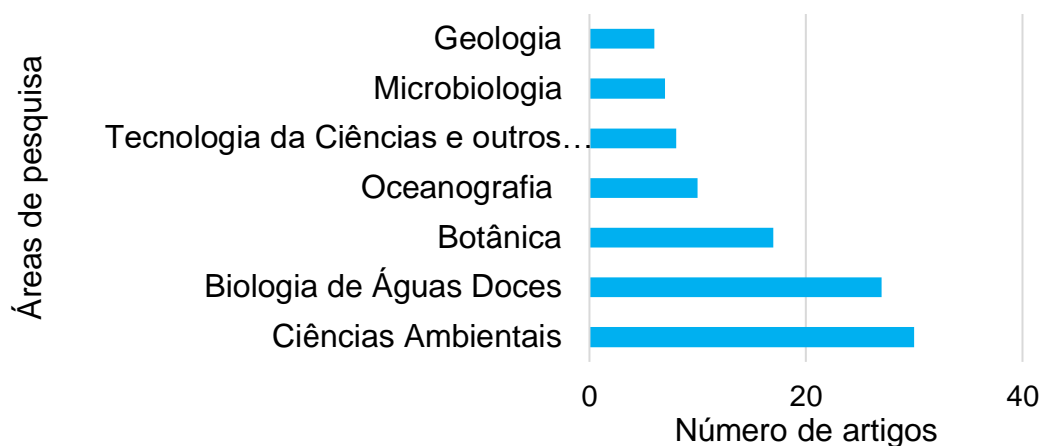 Áreas de pesquisa
Geologia
Microbiologia
Tecnologia da Ciências e outros…
Oceanografia
Botânica
Biologia de Águas Doces
Ciências Ambientais
0 20 40
Número de artigos